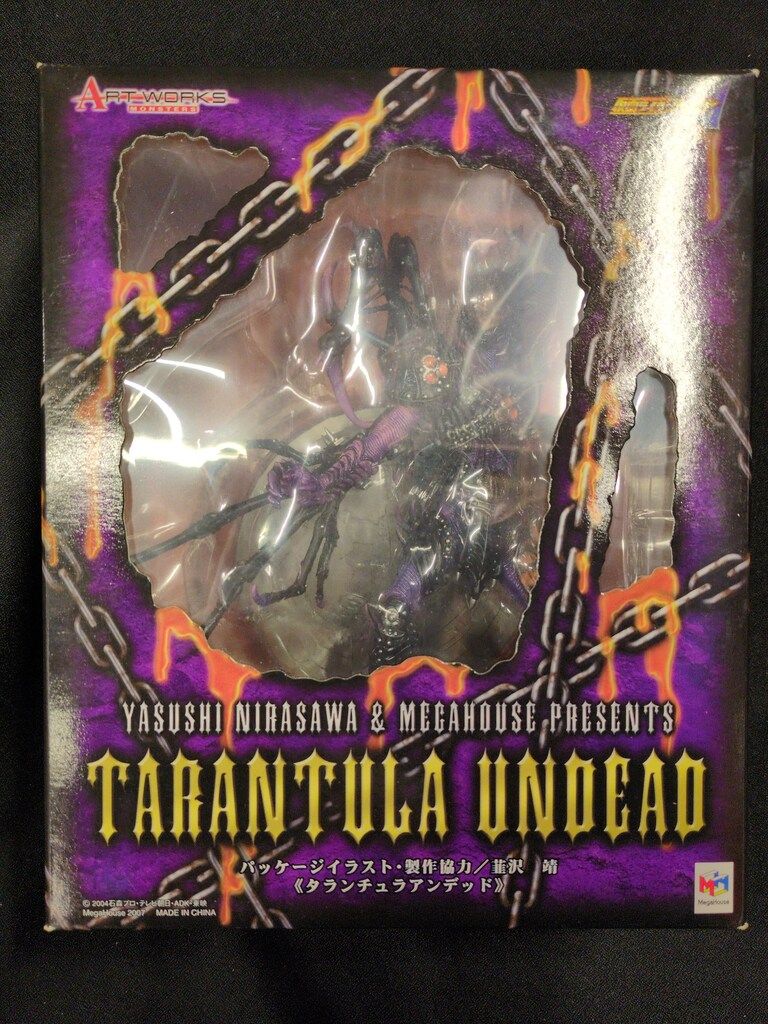 ART WORKS
MONSTERS
YASUSHI NIRASAWA & MEGAHOUSE PRESENTS
TARANTULA UNDEAD
パッケージイラスト・製作協力／韮沢 靖
《タランチュラアンデッド》
© 2004石森プロ・テレビ朝日・ADK・東映
MegaHouse 2007 MADE IN CHINA
MegaHouse